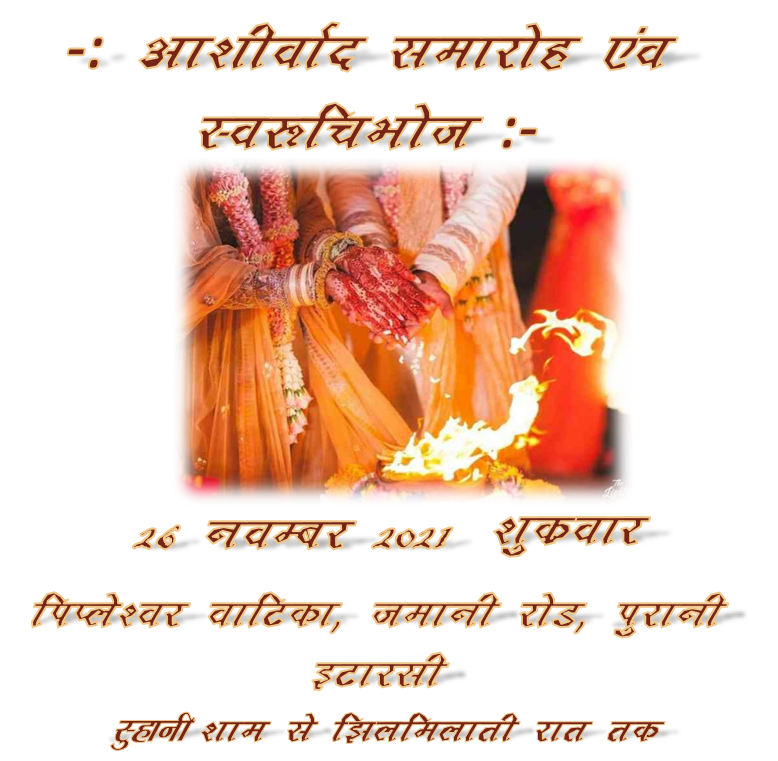 -: आशीर्वाद समारोह एंव
स्वरूचिभोज :-
26 नवम्बर 2021 शुक्रवार
पिप्लेश्वर वाटिका, जमानी रोड, पुरानी
इटारसी
सुहानी शाम से झिलमिलाती रात तक